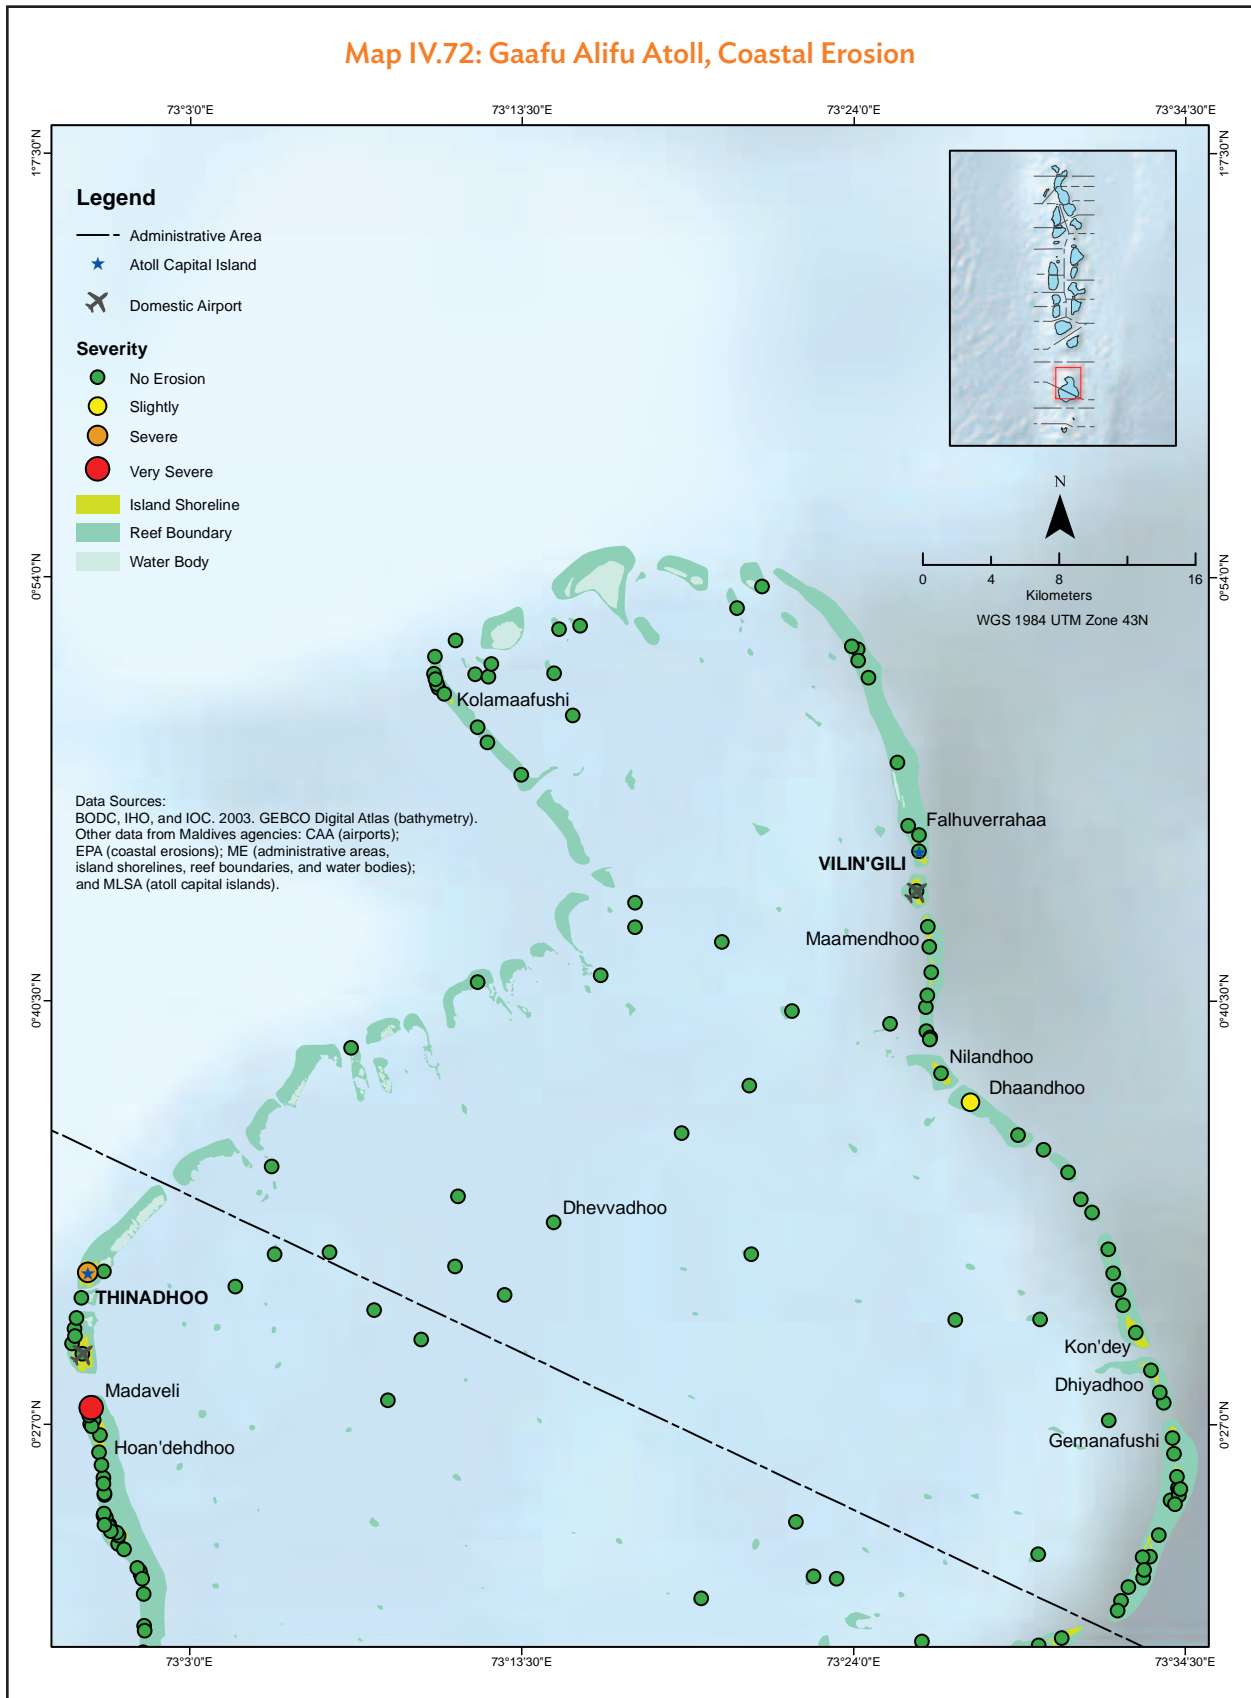 Map IV.72: Gaafu Alifu Atoll, Coastal Erosion
73°3'0"E
73°13'30"E
73°24'0"E
73°34'30"E
1°7'30"N
1°7'30"N
Legend
Administrative Area
Atoll Capital Island
Domestic Airport
Severity
No Erosion
Slightly
Severe
Very Severe
Island Shoreline
Reef Boundary
Water Body
N
0 4 8 16
Kilometers
WGS 1984 UTM Zone 43N
0°54'0"N
0°54'0"N
Kolamaafushi
Data Sources:
BODC, IHO, and IOC. 2003. GEBCO Digital Atlas (bathymetry).
Other data from Maldives agencies: CAA (airports);
EPA (coastal erosions); ME (administrative areas,
island shorelines, reef boundaries, and water bodies);
and MLSA (atoll capital islands).
Falhuverrahaa
VILIN'GILI
Maamendhoo
0°40'30"N
0°40'30"N
Nilandhoo
Dhaandhoo
Dhevvadhoo
THINADHOO
Kon'dey
Dhiyadhoo
Madaveli
Hoan'dehdhoo
Gemanafushi
0°27'0"N
0°27'0"N
73°3'0"E
73°13'30"E
73°24'0"E
73°34'30"E